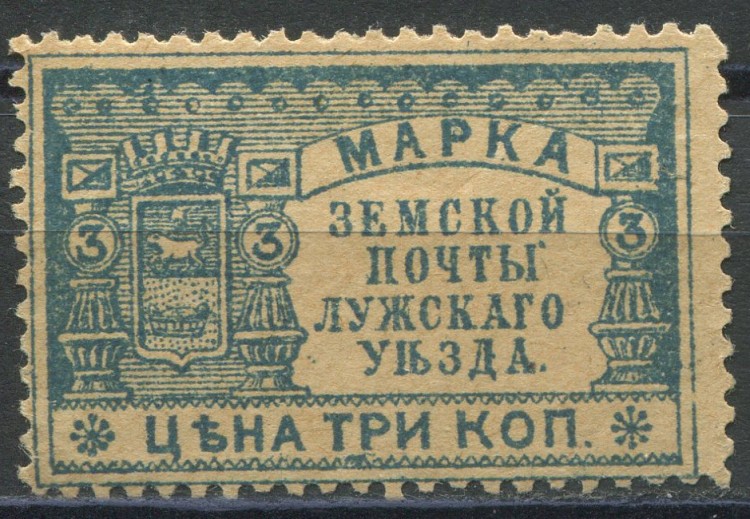 МАРКА
ЗЕМСКОЙ
ПОЧТЫ
ЛУЖСКАГО
УѢЗДА.
3 3 3
ЦѢНА ТРИ КОП.